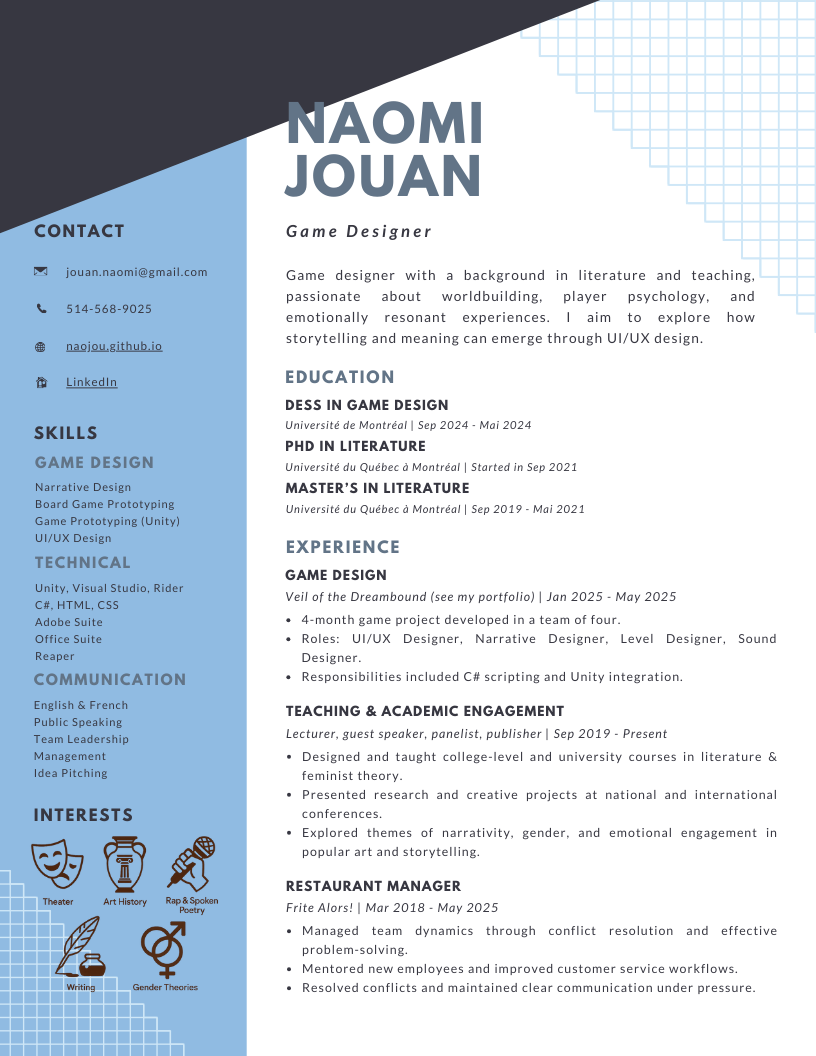 NAOMI
JOUAN
Game Designer
Game designer with a background in literature and teaching,
passionate about worldbuilding, player psychology, and
emotionally resonant experiences. I aim to explore how
storytelling and meaning can emerge through UI/UX design.
CONTACT
jouan.naomi@gmail.com
514-568-9025
naojou.github.io
LinkedIn
SKILLS
GAME DESIGN
Narrative Design
Board Game Prototyping
Game Prototyping (Unity)
UI/UX Design
TECHNICAL
Unity, Visual Studio, Rider
C#, HTML, CSS
Adobe Suite
Office Suite
Reaper
COMMUNICATION
English & French
Public Speaking
Team Leadership
Management
Idea Pitching
INTERESTS
Theater
Art History
Rap & Spoken
Poetry
Writing
Gender Theories
EDUCATION
DESS IN GAME DESIGN
Université de Montréal | Sep 2024 - Mai 2024
PHD IN LITERATURE
Université du Québec à Montréal | Started in Sep 2021
MASTER'S IN LITERATURE
Université du Québec à Montréal | Sep 2019 - Mai 2021
EXPERIENCE
GAME DESIGN
Veil of the Dreambound (see my portfolio) | Jan 2025 - May 2025
• 4-month game project developed in a team of four.
• Roles: UI/UX Designer, Narrative Designer, Level Designer, Sound
Designer.
• Responsibilities included C# scripting and Unity integration.
TEACHING & ACADEMIC ENGAGEMENT
Lecturer, guest speaker, panelist, publisher | Sep 2019 - Present
• Designed and taught college-level and university courses in literature &
feminist theory.
• Presented research and creative projects at national and international
conferences.
• Explored themes of narrativity, gender, and emotional engagement in
popular art and storytelling.
RESTAURANT MANAGER
Frite Alors! | Mar 2018 - May 2025
• Managed team dynamics through conflict resolution and effective
problem-solving.
• Mentored new employees and improved customer service workflows.
• Resolved conflicts and maintained clear communication under pressure.